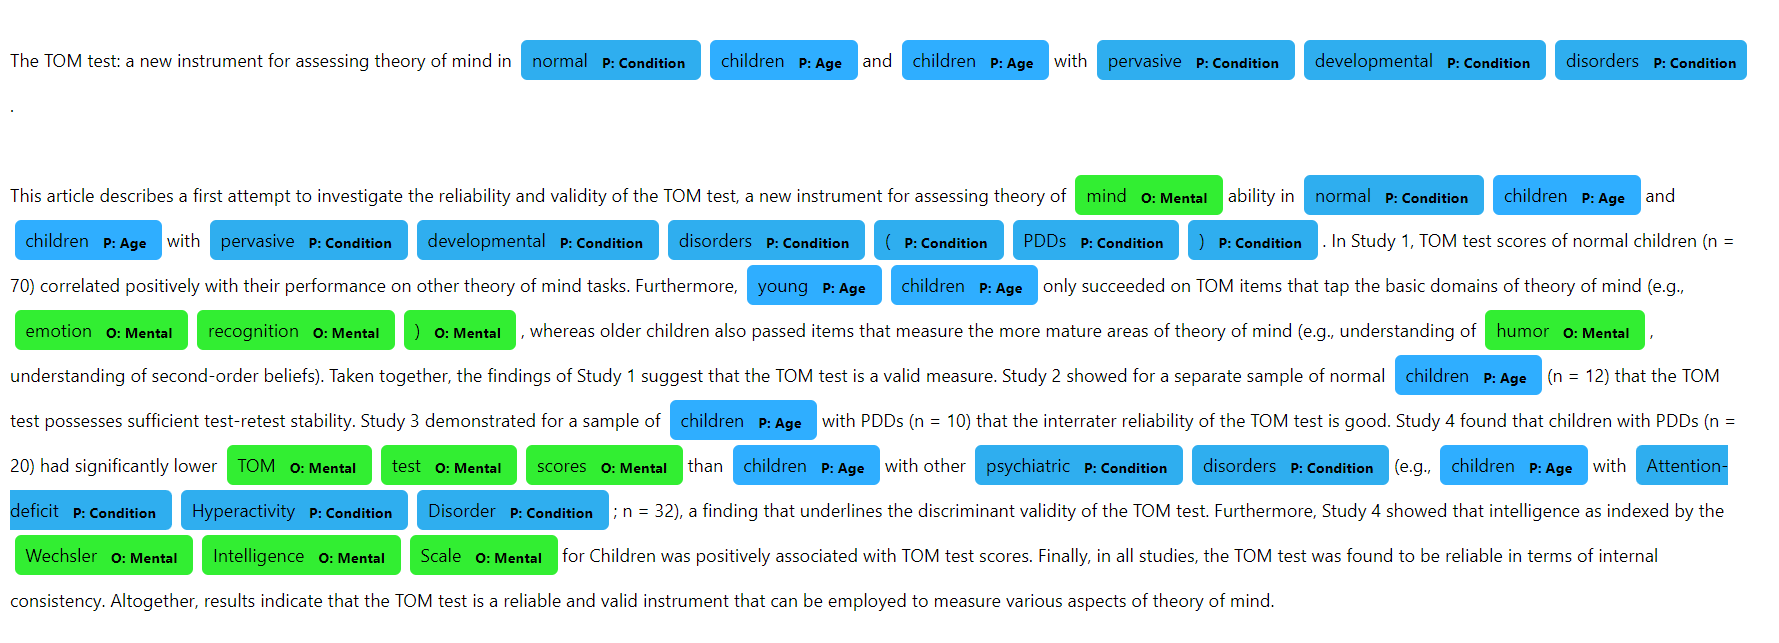 The TOM test: a new instrument for assessing theory of mind in normal P: Condition children P: Age and children P: Age with pervasive P: Condition developmental P: Condition disorders P: Condition
.
This article describes a first attempt to investigate the reliability and validity of the TOM test, a new instrument for assessing theory of mind O: Mental ability in normal P: Condition children P: Age and
children P: Age with pervasive P: Condition developmental P: Condition disorders P: Condition ( P: Condition PDDs P: Condition ) P: Condition . In Study 1, TOM test scores of normal children (n =
70) correlated positively with their performance on other theory of mind tasks. Furthermore, young P: Age children P: Age only succeeded on TOM items that tap the basic domains of theory of mind (e.g.,
emotion O: Mental recognition O: Mental ) O: Mental , whereas older children also passed items that measure the more mature areas of theory of mind (e.g., understanding of humor O: Mental ,
understanding of second-order beliefs). Taken together, the findings of Study 1 suggest that the TOM test is a valid measure. Study 2 showed for a separate sample of normal children P: Age (n = 12) that the TOM
test possesses sufficient test-retest stability. Study 3 demonstrated for a sample of children P: Age with PDDs (n = 10) that the interrater reliability of the TOM test is good. Study 4 found that children with PDDs (n =
20) had significantly lower TOM O: Mental test O: Mental scores O: Mental than children P: Age with other psychiatric P: Condition disorders P: Condition (e.g., children P: Age with Attention-
deficit P: Condition Hyperactivity P: Condition Disorder P: Condition ; n = 32), a finding that underlines the discriminant validity of the TOM test. Furthermore, Study 4 showed that intelligence as indexed by the
Wechsler O: Mental Intelligence O: Mental Scale O: Mental for Children was positively associated with TOM test scores. Finally, in all studies, the TOM test was found to be reliable in terms of internal
consistency. Altogether, results indicate that the TOM test is a reliable and valid instrument that can be employed to measure various aspects of theory of mind.